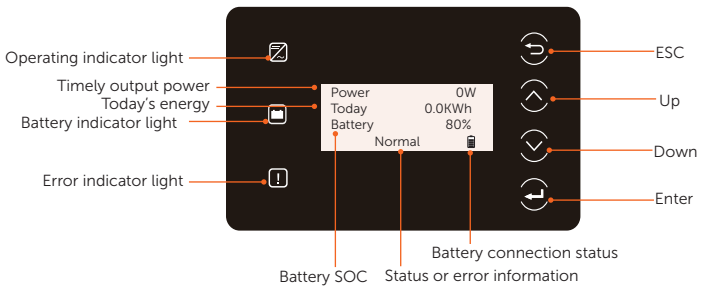 Operating indicator light
Timely output power
Today's energy
Battery indicator light
Error indicator light
Power 0W
Today 0.0KWh
Battery 80%
Normal
ESC
Up
Down
Enter
Battery connection status
Battery SOC
Status or error information